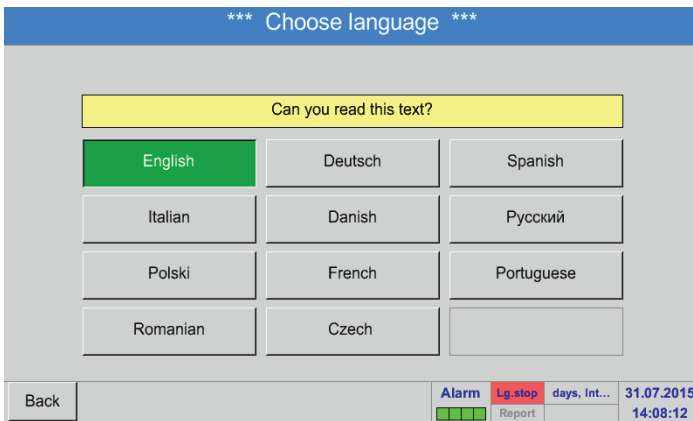 *** Choose language ***
Can you read this text?
English Deutsch Spanish
Italian Danish Русский
Polski French Portuguese
Romanian Czech
Back Alarm Lg.stop days, Int... 31.07.2015
Report 14:08:12